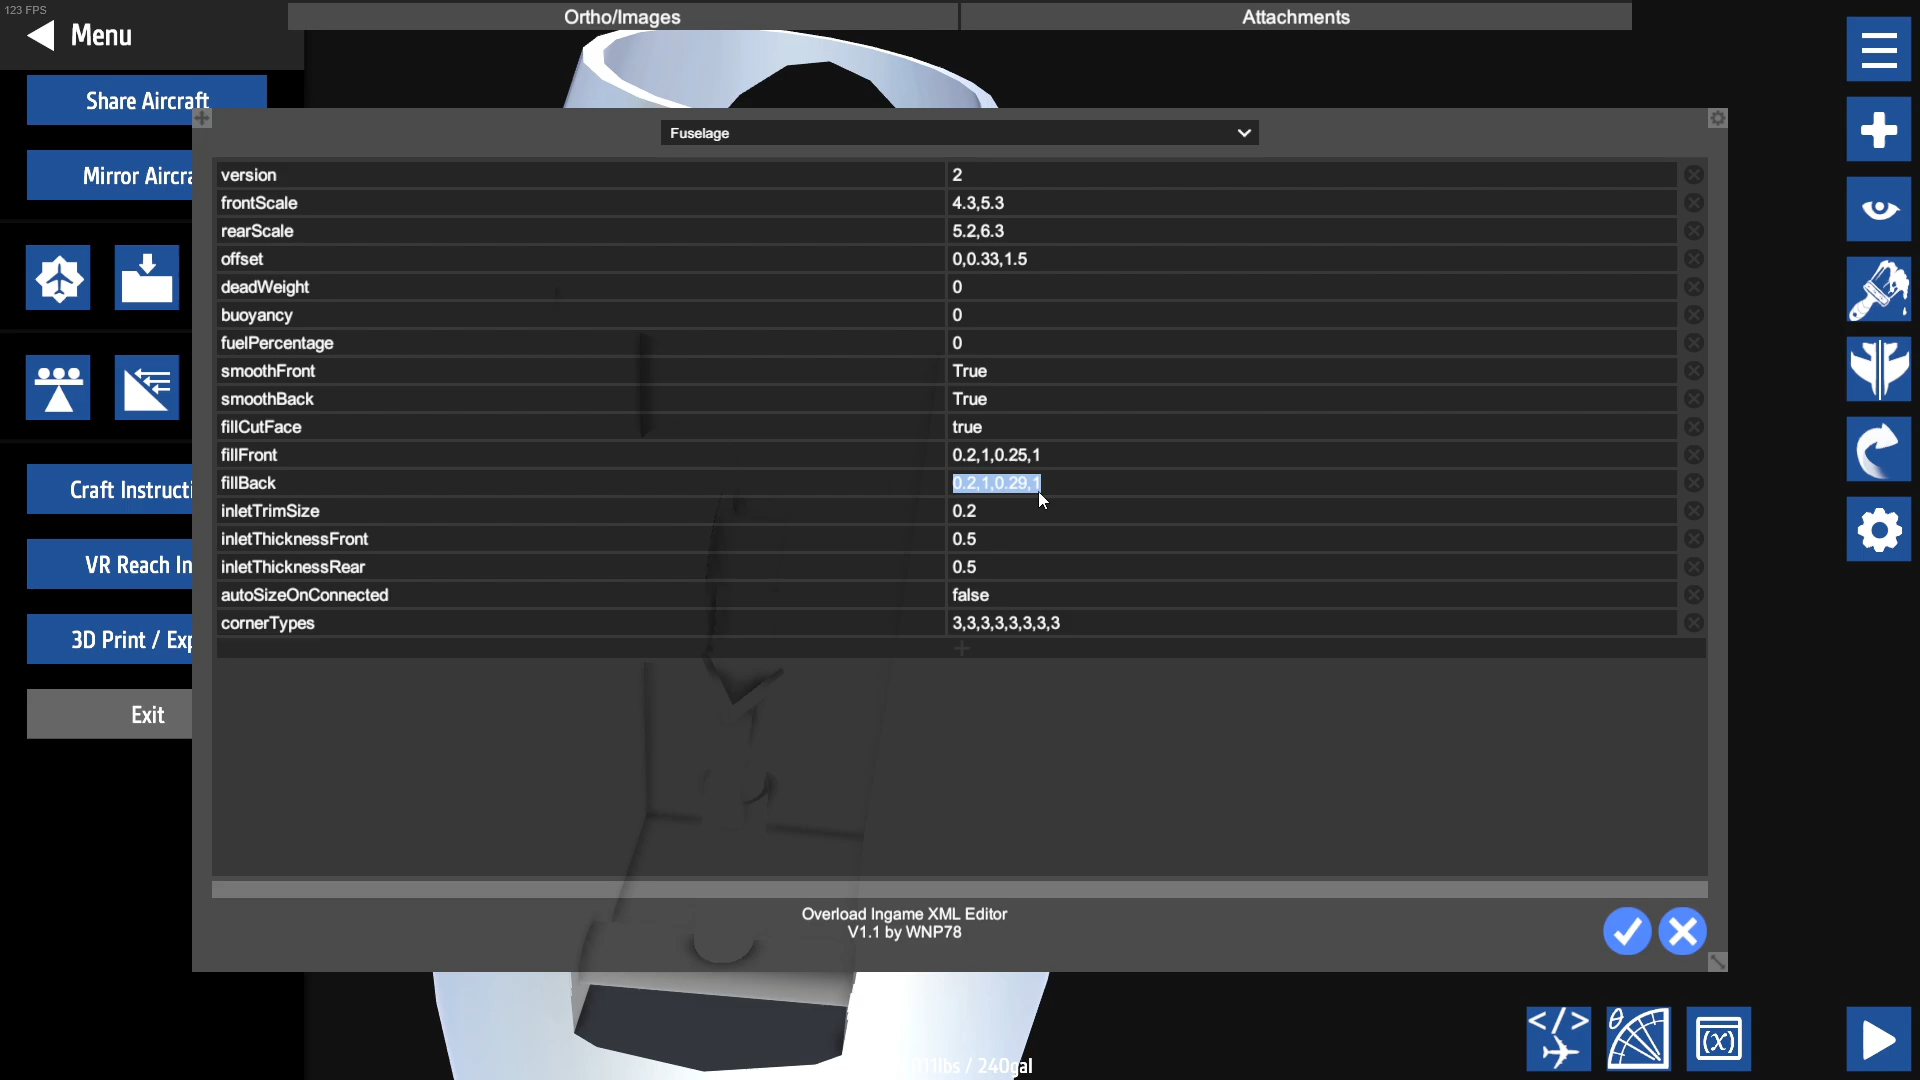 123 FPS
Menu
Ortho/Images
Attachments
Share Aircraft
Mirror Aircra
Craft Instructi
VR Reach In
3D Print / Exp
Exit
Fuselage
version 2
frontScale 4.3,5.3
rearScale 5.2,6.3
offset 0,0.33,1.5
deadWeight 0
buoyancy 0
fuelPercentage 0
smoothFront True
smoothBack True
fillCutFace true
fillFront 0.2,1,0.25,1
fillBack 0.2,1,0.29,1
inletTrimSize 0.2
inletThicknessFront 0.5
inletThicknessRear 0.5
autoSizeOnConnected false
cornerTypes 3,3,3,3,3,3,3,3
+
Overload Ingame XML Editor
V1.1 by WNP78
</> θ (x)
/ 240gal